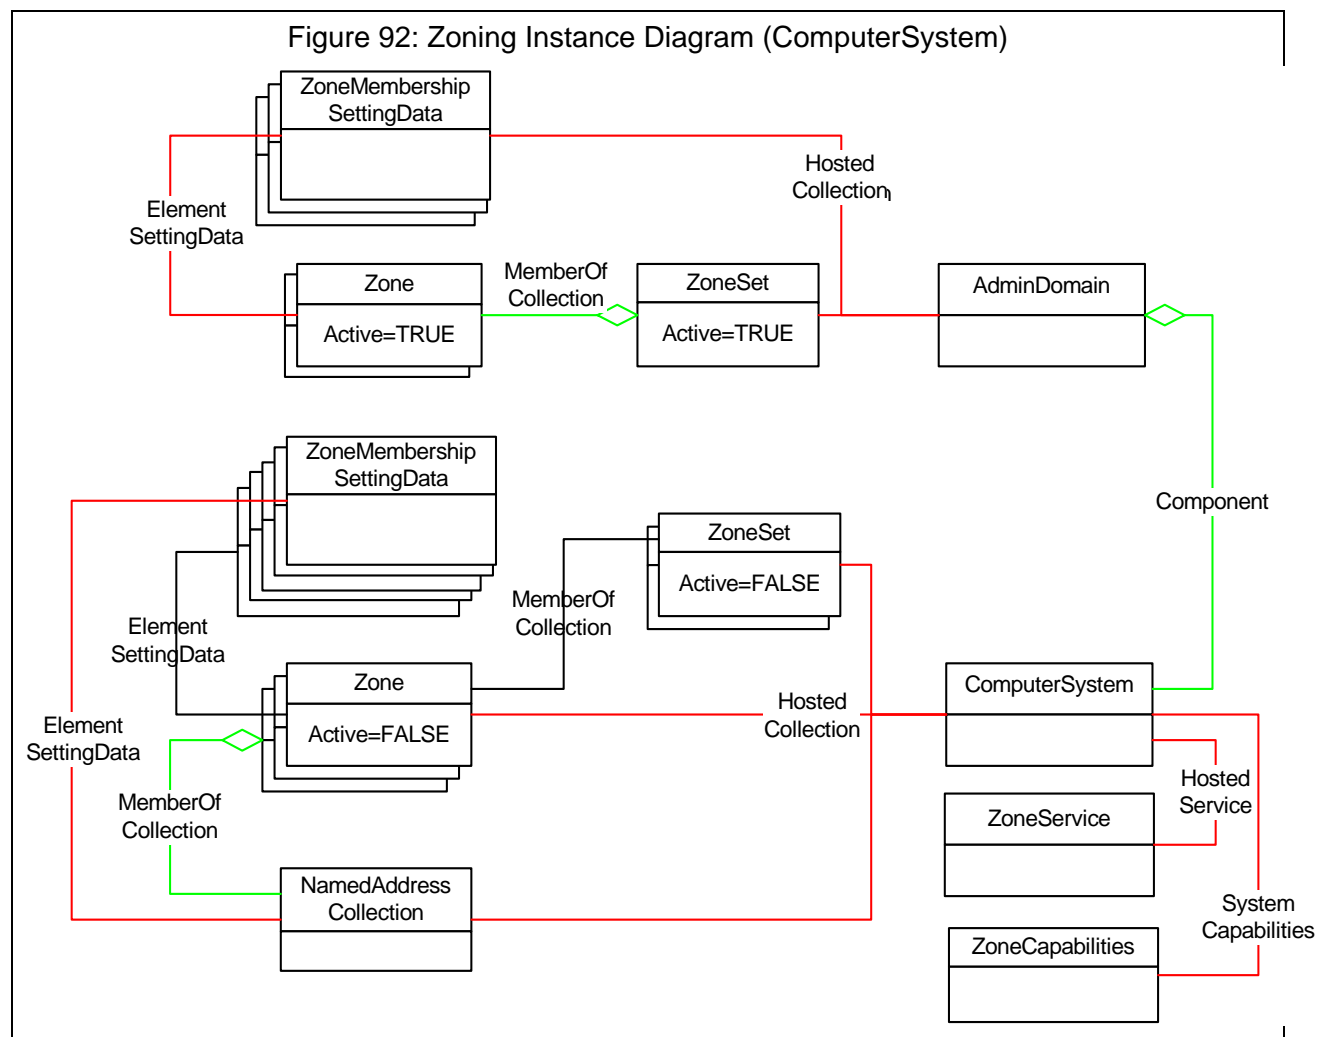 Figure 92: Zoning Instance Diagram (ComputerSystem)
ZoneMembership
SettingData
Hosted
Collection
Element
SettingData
Zone
Active=TRUE
MemberOf
Collection
ZoneSet
Active=TRUE
AdminDomain
ZoneMembership
SettingData
Component
ZoneSet
Active=FALSE
MemberOf
Collection
Element
SettingData
Zone
Active=FALSE
Hosted
Collection
ComputerSystem
Element
SettingData
MemberOf
Collection
Hosted
Service
ZoneService
NamedAddress
Collection
System
Capabilities
ZoneCapabilities